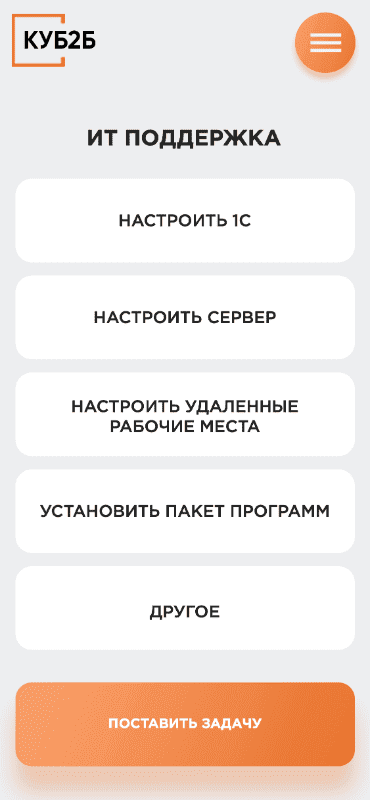 КУБ2Б
ИТ ПОДДЕРЖКА
НАСТРОИТЬ 1С
НАСТРОИТЬ СЕРВЕР
НАСТРОИТЬ УДАЛЕННЫЕ
РАБОЧИЕ МЕСТА
УСТАНОВИТЬ ПАКЕТ ПРОГРАММ
ДРУГОЕ
ПОСТАВИТЬ ЗАДАЧУ